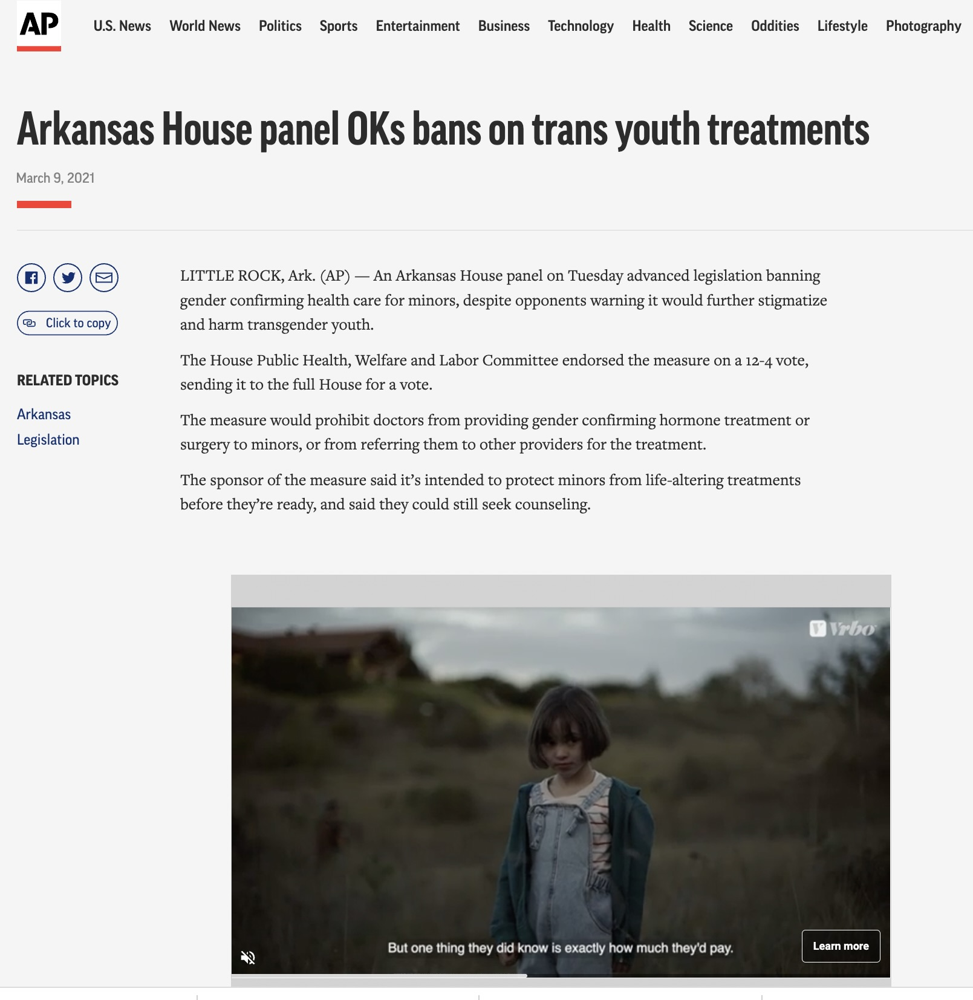 AP
U.S. News World News Politics Sports Entertainment Business Technology Health Science Oddities Lifestyle Photography
Arkansas House panel OKs bans on trans youth treatments
March 9, 2021
Click to copy
RELATED TOPICS
Arkansas
Legislation
LITTLE ROCK, Ark. (AP) — An Arkansas House panel on Tuesday advanced legislation banning
gender confirming health care for minors, despite opponents warning it would further stigmatize
and harm transgender youth.
The House Public Health, Welfare and Labor Committee endorsed the measure on a 12-4 vote,
sending it to the full House for a vote.
The measure would prohibit doctors from providing gender confirming hormone treatment or
surgery to minors, or from referring them to other providers for the treatment.
The sponsor of the measure said it’s intended to protect minors from life-altering treatments
before they’re ready, and said they could still seek counseling.
Vrbo
But one thing they did know is exactly how much they'd pay.
Learn more